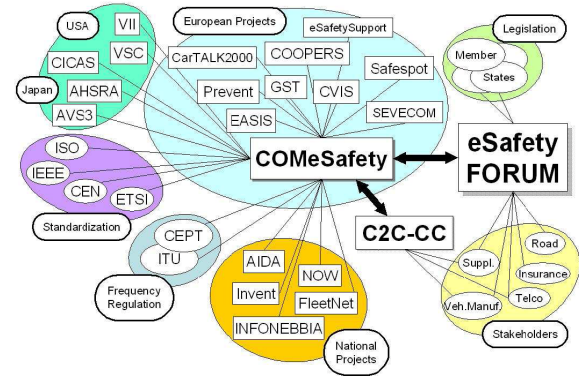 USA
VII
VSC
CICAS
Japan
AHSRA
AVS3
European Projects
eSafetySupport
CarTALK2000
COOPERS
Safespot
Prevent
GST
CVIS
EASIS
SEVECOM
Legislation
Member
States
ISO
IEEE
CEN
ETSI
Standardization
COMeSafety
eSafety
FORUM
C2C-CC
CEPT
ITU
Frequency
Regulation
AIDA
NOW
Invent
FleetNet
INFONEBBIA
National
Projects
Road
Suppl.
Insurance
Veh.Manuf.
Telco
Stakeholders